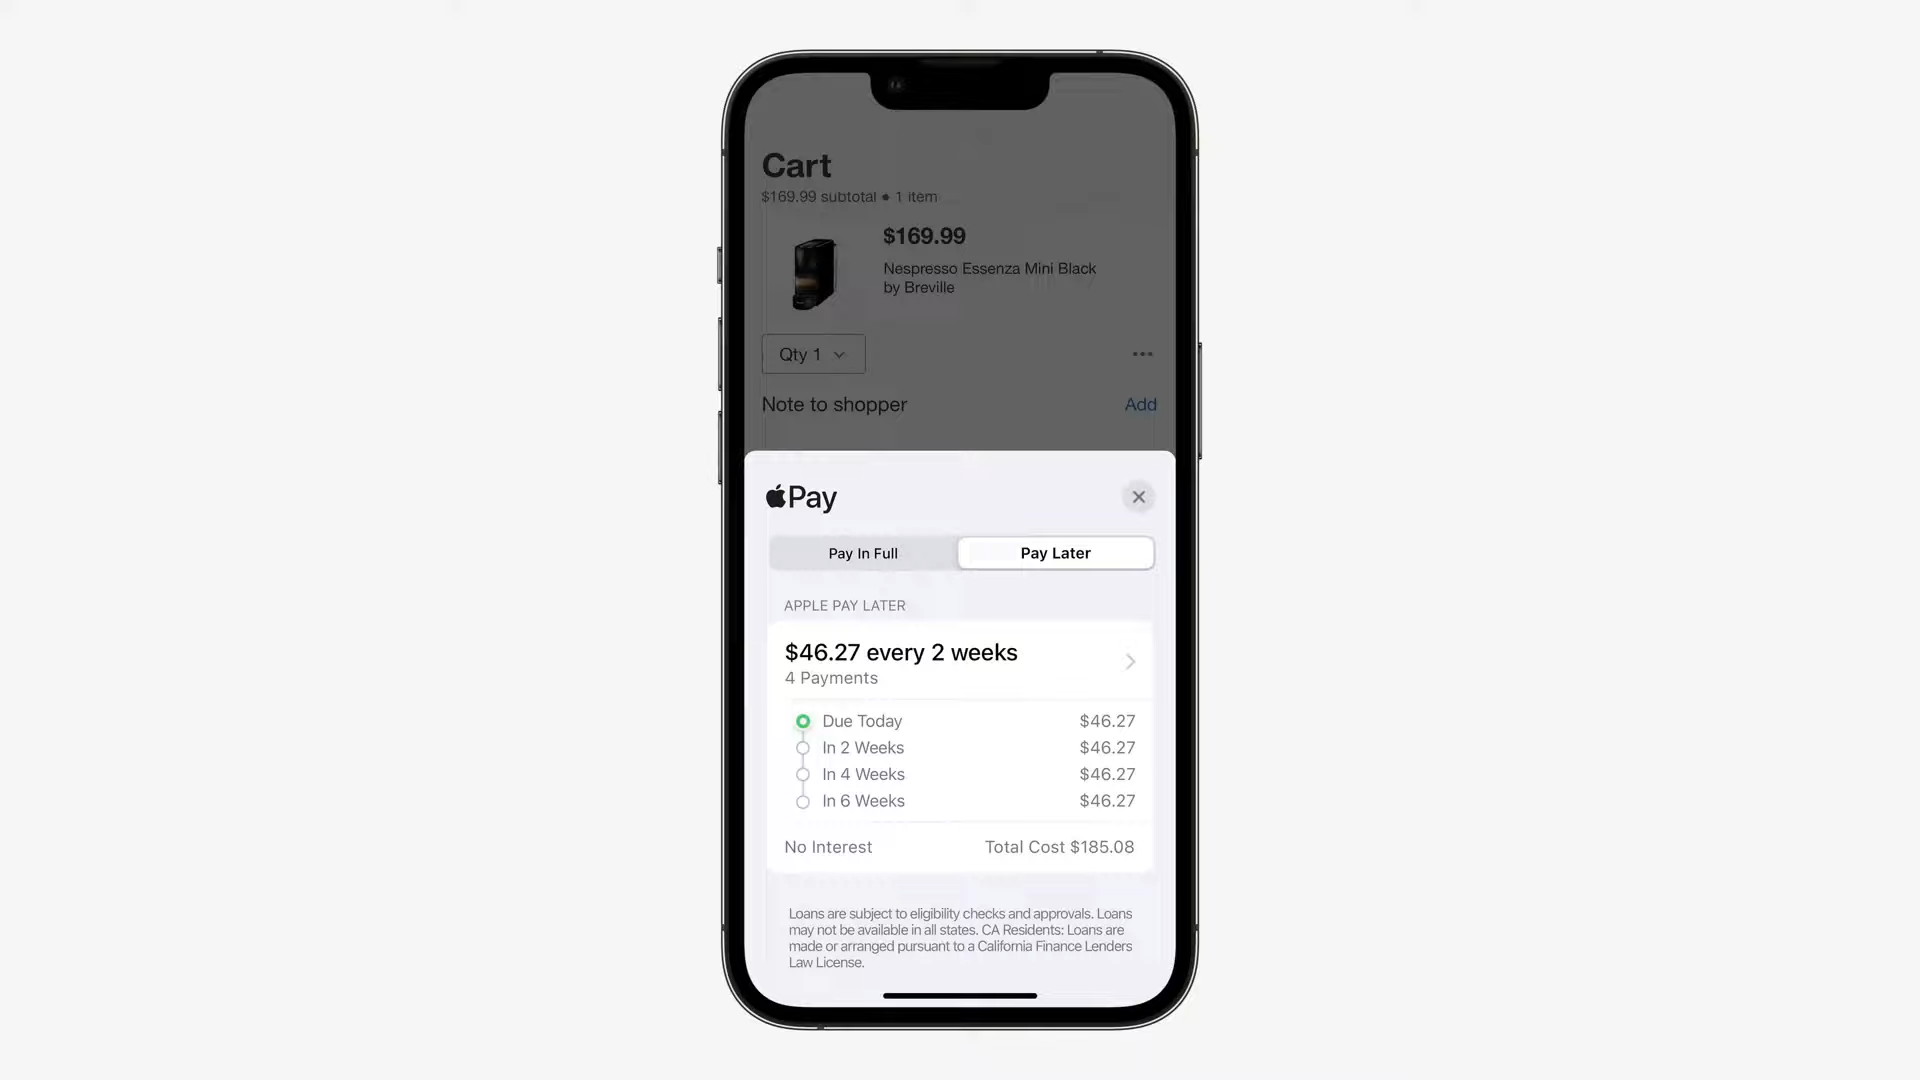 Cart
$169.99 subtotal • 1 item
$169.99
Nespresso Essenza Mini Black
by Breville
Qty 1
Note to shopper
Add
Pay
Pay In Full
Pay Later
APPLE PAY LATER
$46.27 every 2 weeks
4 Payments
Due Today $46.27
In 2 Weeks $46.27
In 4 Weeks $46.27
In 6 Weeks $46.27
No Interest
Total Cost $185.08
Loans are subject to eligibility checks and approvals. Loans
may not be available in all states. CA Residents: Loans are
made or arranged pursuant to a California Finance Lenders
Law License.